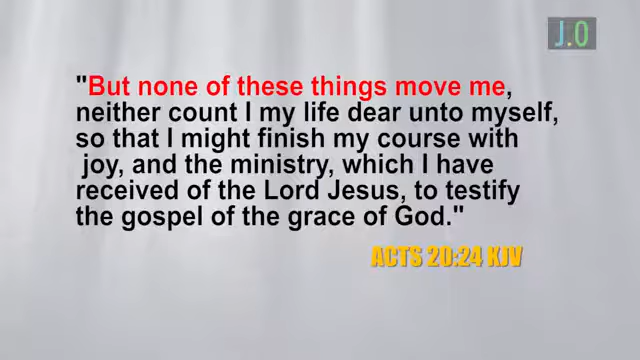 J.O
"But none of these things move me,
neither count I my life dear unto myself,
so that I might finish my course with
joy, and the ministry, which I have
received of the Lord Jesus, to testify
the gospel of the grace of God."
ACTS 20:24 KJV